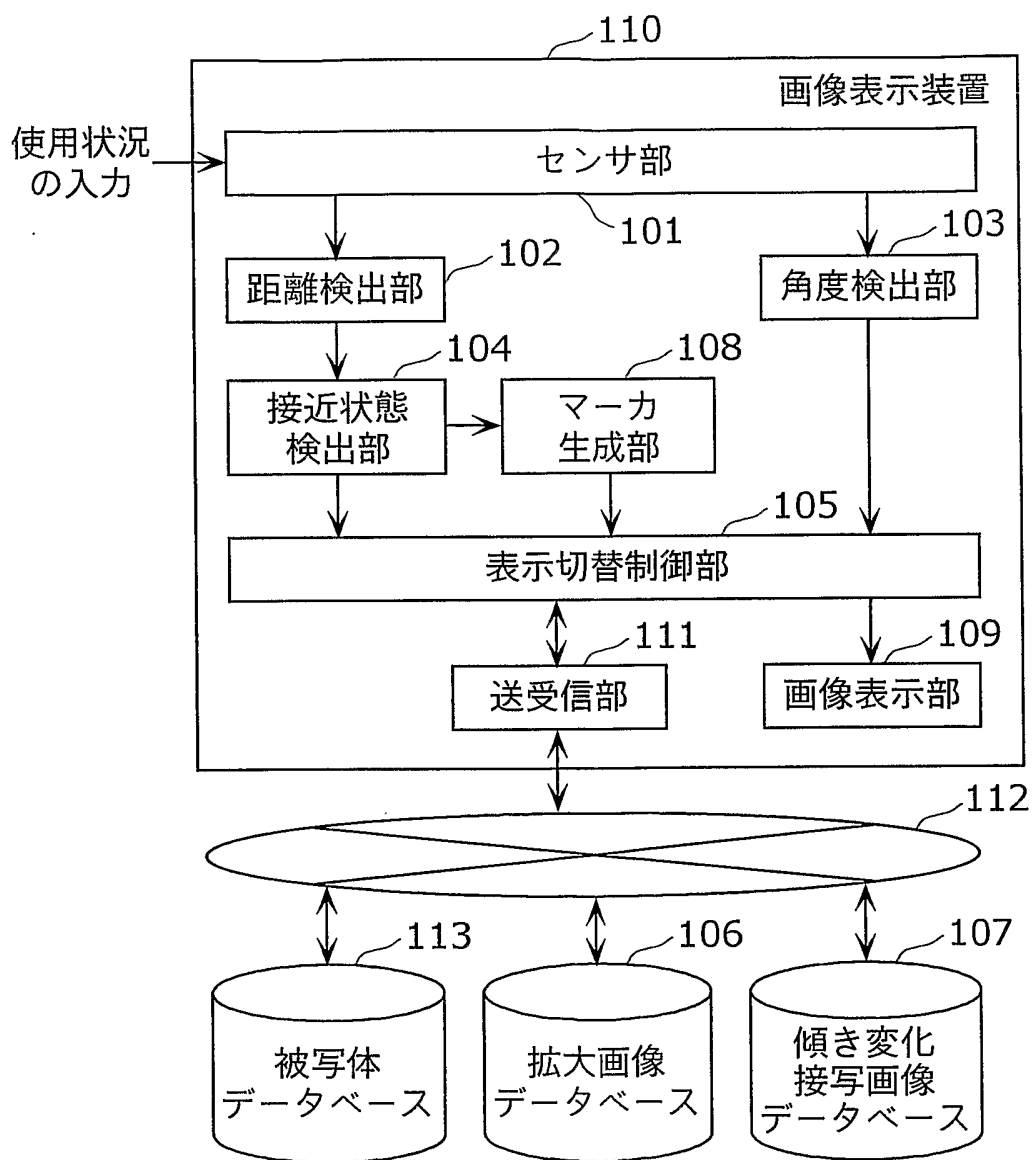 110
画像表示装置
使用状況
の入力
センサ部
101
102
103
距離検出部
角度検出部
104
108
接近状態
検出部
マーカ
生成部
105
表示切替制御部
111
109
送受信部
画像表示部
112
113
106
107
被写体
データベース
拡大画像
データベース
傾き変化
接写画像
データベース